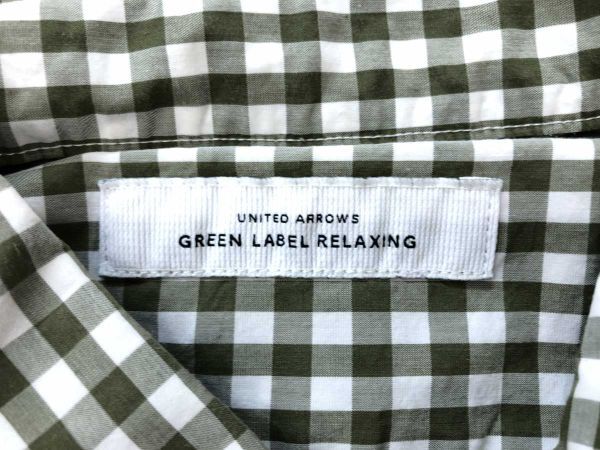 UNITED ARROWS
GREEN LABEL RELAXING